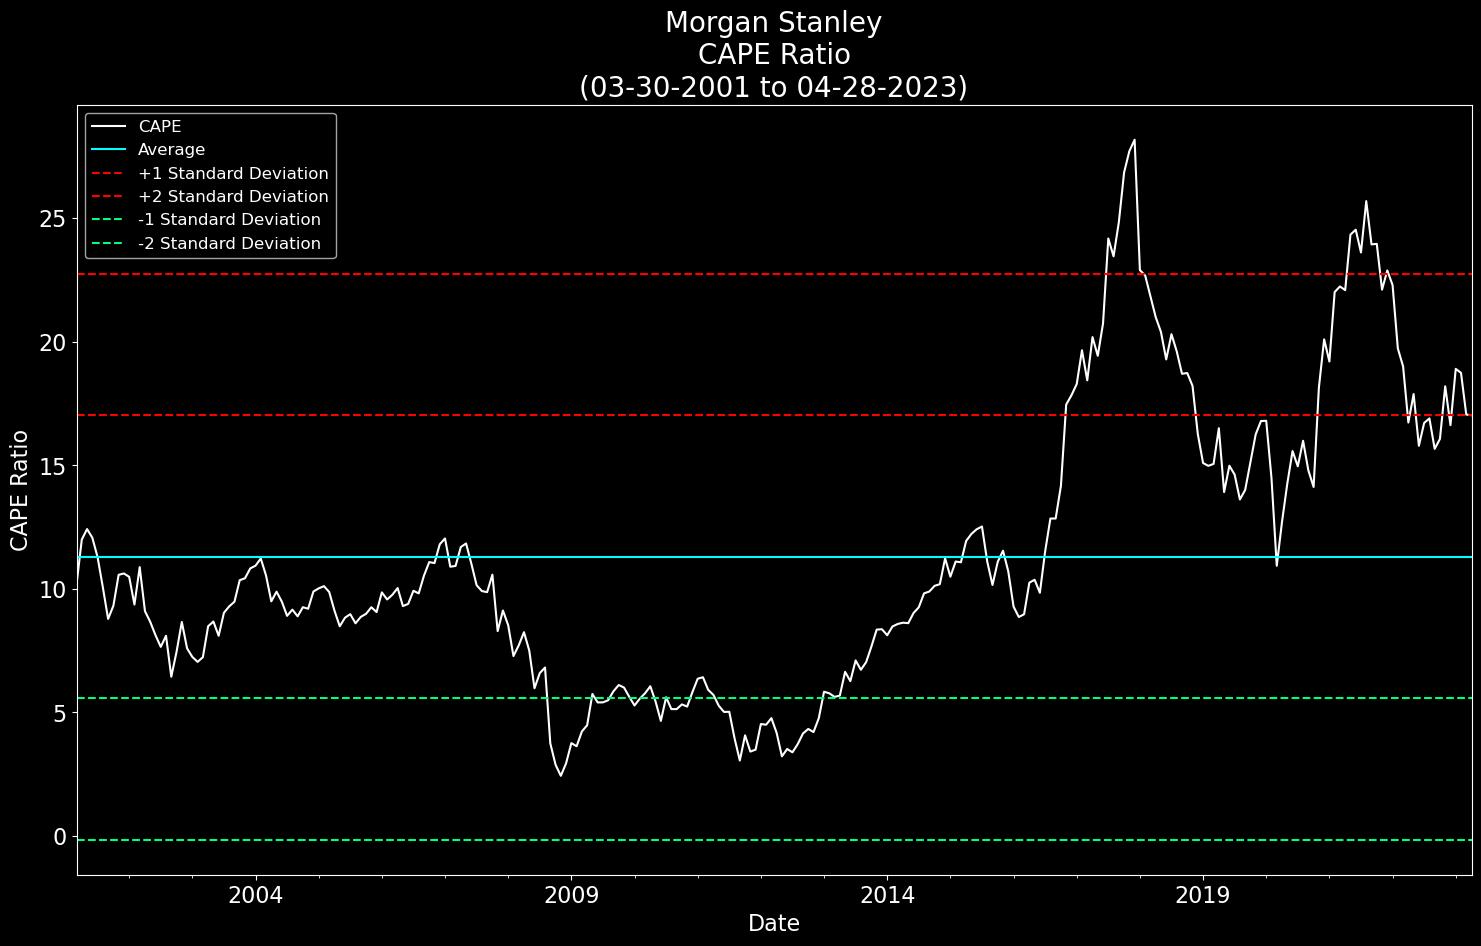 Morgan Stanley
CAPE Ratio
(03-30-2001 to 04-28-2023)
CAPE
Average
+1 Standard Deviation
+2 Standard Deviation
-1 Standard Deviation
-2 Standard Deviation
CAPE Ratio
25
20
15
10
5
0
2004
2009
2014
2019
Date